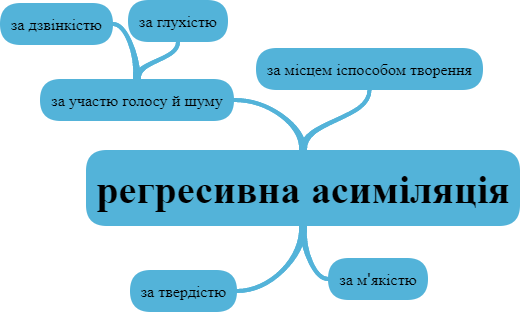 за дзвінкістю
за глухістю
за місцем іспособом творення
за участю голосу й шуму
регресивна асиміляція
за твердістю
за м'якістю